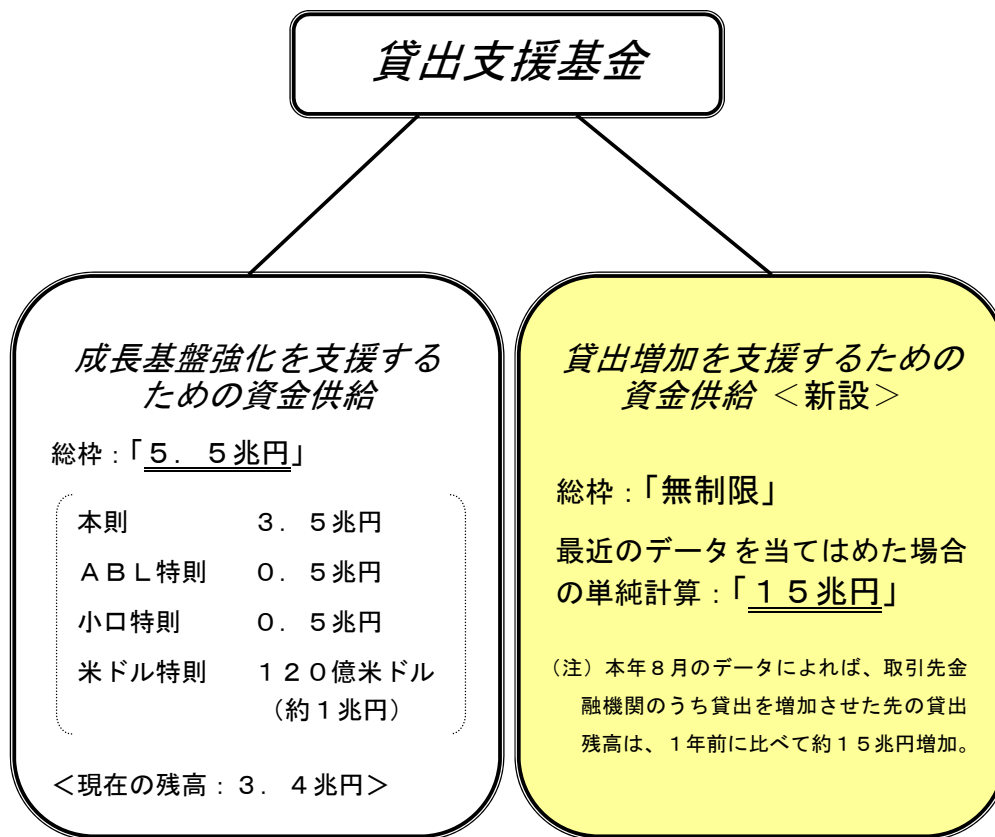 貸出支援基金
成長基盤強化を支援する
ための資金供給
総枠：「５．５兆円」
本則　　　３．５兆円
ＡＢＬ特則　０．５兆円
小口特則　　０．５兆円
米ドル特則　１２０億米ドル
（約１兆円）
＜現在の残高：３．４兆円＞
貸出増加を支援するための
資金供給 ＜新設＞
総枠：「無制限」
最近のデータを当てはめた場合
の単純計算：「１５兆円」
（注）本年８月のデータによれば、取引先金
融機関のうち貸出を増加させた先の貸出
残高は、１年前に比べて約１５兆円増加。